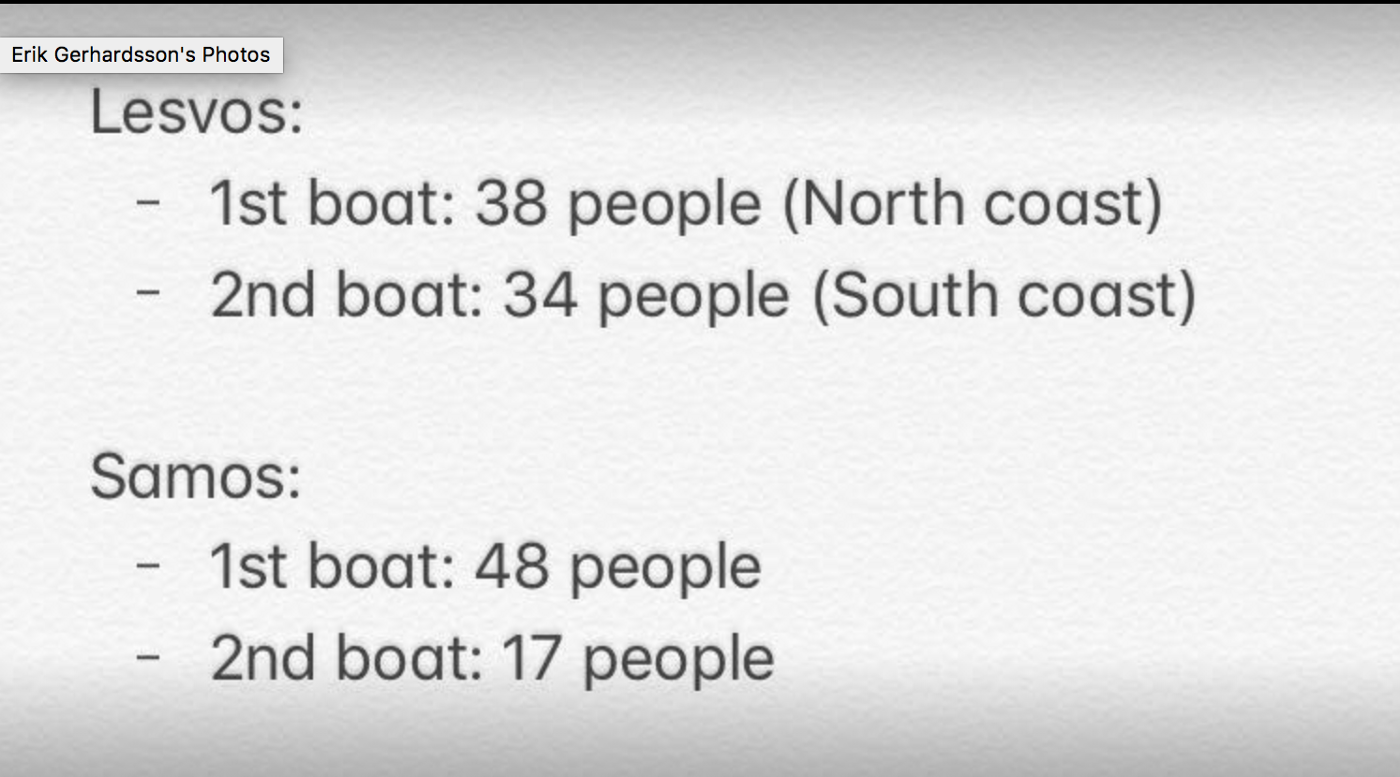 Erik Gerhardsson's Photos
Lesvos:
- 1st boat: 38 people (North coast)
- 2nd boat: 34 people (South coast)
Samos:
- 1st boat: 48 people
- 2nd boat: 17 people